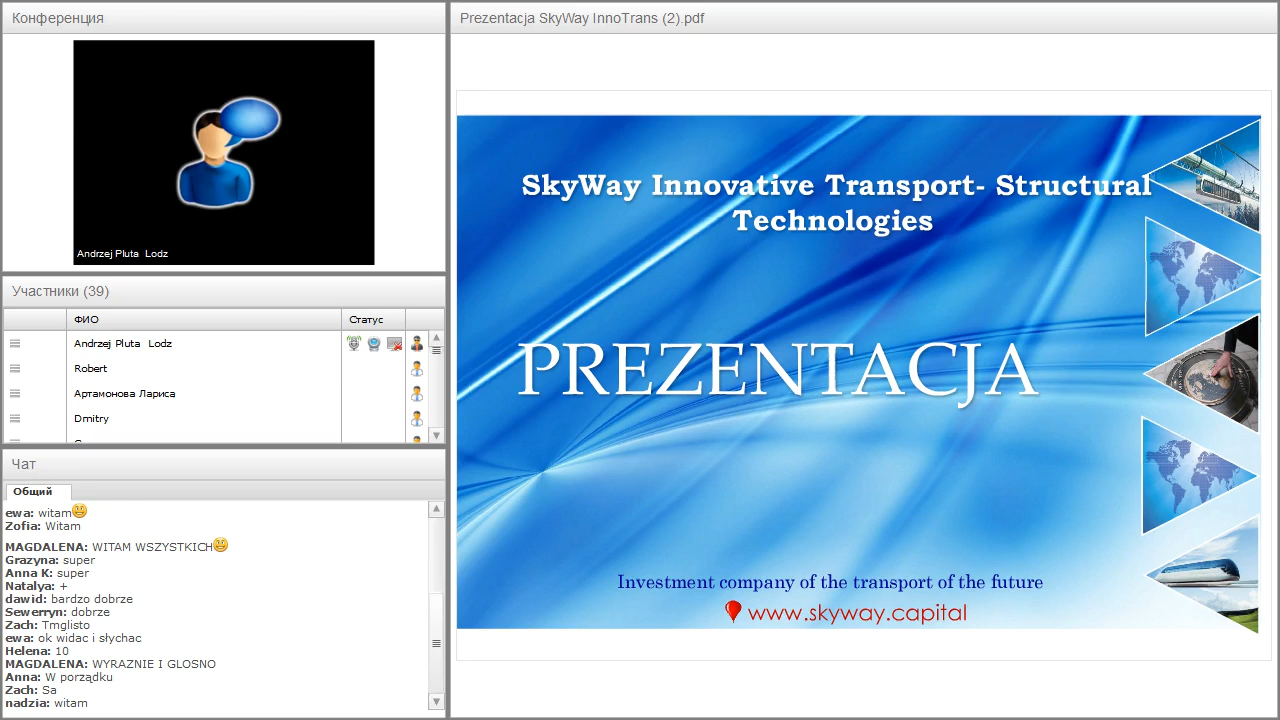 Конференция
Andrzej Pluta Lodz
Участники (39)
ФИО
Статус
Andrzej Pluta Lodz
Robert
Артамонова Лариса
Dmitry
Чат
Общий
ewa: witam
Zofia: Witam
MAGDALENA: WITAM WSZYSTKICH
Grazyna: super
Anna K: super
Natalya: +
dawid: bardzo dobrze
Sewerryn: dobrze
Zach: Tmglisto
ewa: ok widac i słychac
Helena: 10
MAGDALENA: WYRAZNIE I GLOSNO
Anna: W porządku
Zach: Sa
nadzia: witam
Prezentacja SkyWay InnoTrans (2).pdf
SkyWay Innovative Transport- Structural
Technologies
PREZENTACJA
Investment company of the transport of the future
www.skyway.capital